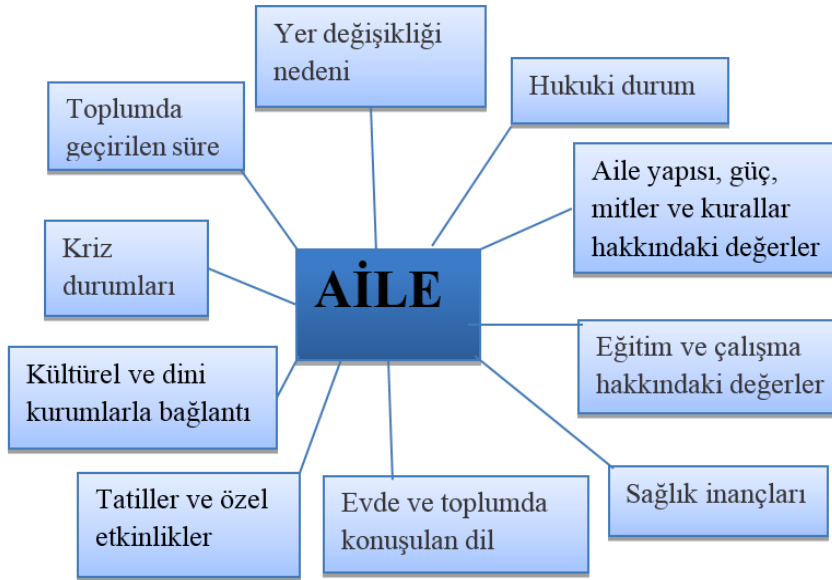 Yer değişikliği
nedeni
Hukuki durum
Toplumda
geçirilen süre
Aile yapısı, güç,
mitler ve kurallar
hakkındaki değerler
Kriz
durumları
AİLE
Eğitim ve çalışma
hakkındaki değerler
Kültürel ve dini
kurumlarla bağlantı
Tatiller ve özel
etkinlikler
Evde ve toplumda
konuşulan dil
Sağlık inançları